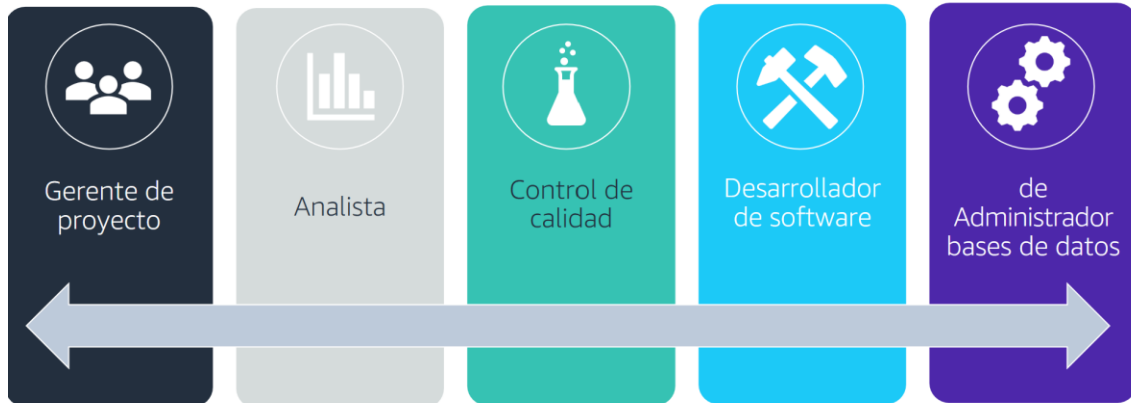 Gerente de
proyecto
Analista
Control de
calidad
Desarrollador
de software
de
Administrador
bases de datos